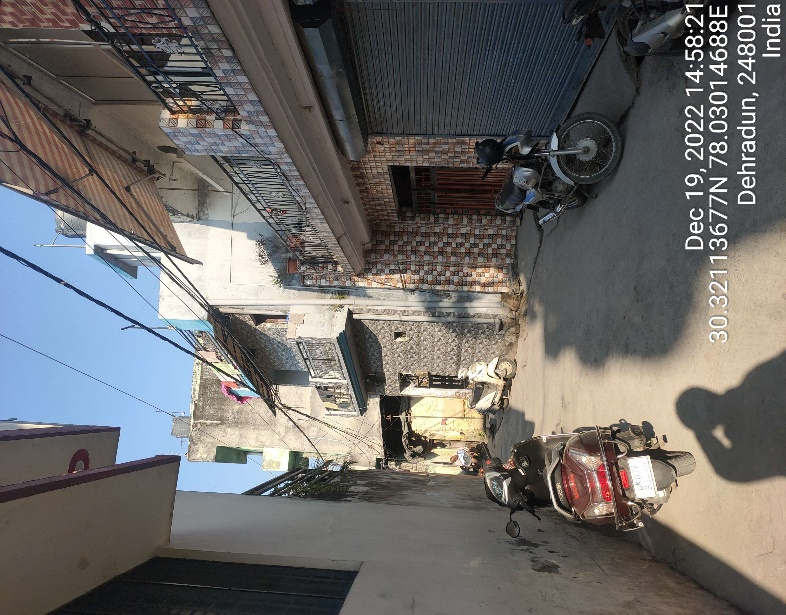 Dec 19, 2022 14:58:21
30.32113677N 78.03014688E
Dehradun, 248001
India